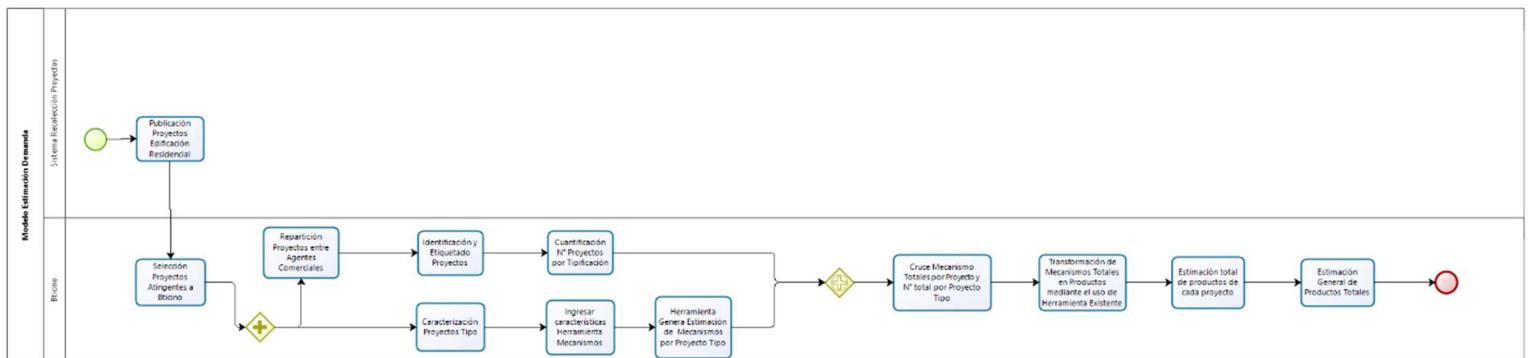 Modelo Estimación Demanda
Sistema Recolección Proyectos
Publicación
Proyectos
Edificación
Residencial
Bticino
Selección
Proyectos
Atingentes a
Bticino
Repartición
Proyectos entre
Agentes
Comerciales
Identificación y
Etiquetado
Proyectos
Cuantificación
N° Proyectos
por Tipificación
Caracterización
Proyectos Tipo
Ingresar
características
Herramienta
Mecanismos
Herramienta
Genera Estimación
de Mecanismos
por Proyecto Tipo
Cruce Mecanismo
Totales por Proyecto y
N° total por Proyecto
Tipo
Transformación de
Mecanismos Totales
en Productos
mediante el uso de
Herramienta Existente
Estimación total
de productos de
cada proyecto
Estimación
General de
Productos Totales